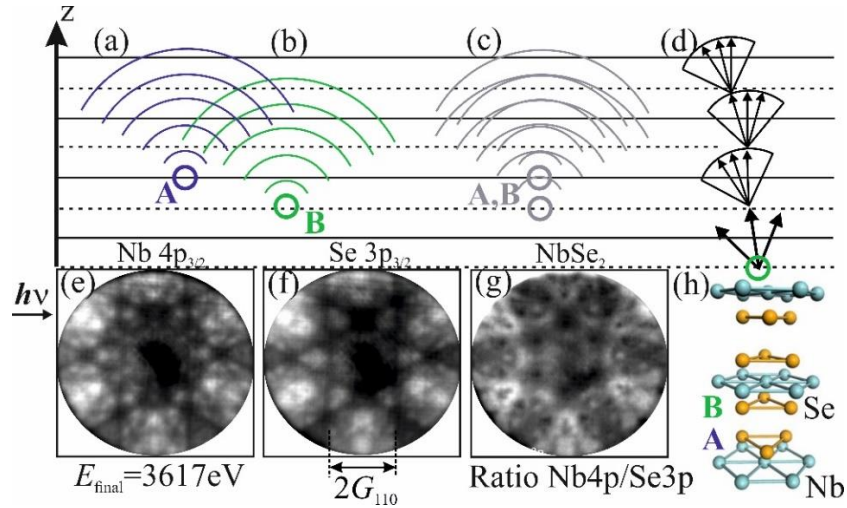 z
(a)
(b)
(c)
(d)
A
B
A,B
Nb 4p3/2
Se 3p3/2
NbSe2
hν
(e)
(f)
(g)
(h)
B
Se
A
Nb
Efinal=3617eV
2G110
Ratio Nb4p/Se3p